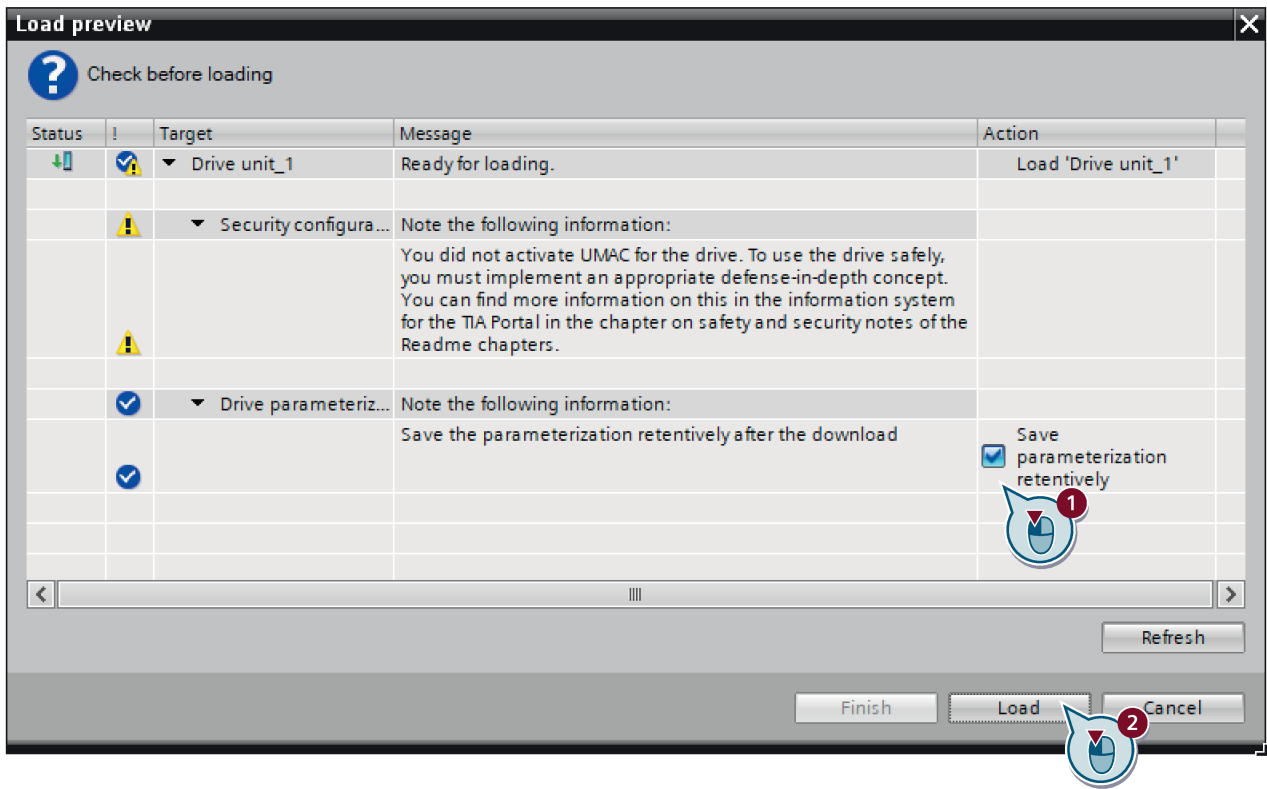 Load preview
Check before loading
Status ! Target Message Action
Drive unit_1 Ready for loading. Load 'Drive unit_1'
Security configura... Note the following information:
You did not activate UMAC for the drive. To use the drive safely,
you must implement an appropriate defense-in-depth concept.
You can find more information on this in the information system
for the TIA Portal in the chapter on safety and security notes of the
Readme chapters.
Drive parameteriz... Note the following information:
Save the parameterization retentively after the download
Save
parameterization
retentively
1
Refresh
Finish Load Cancel
2